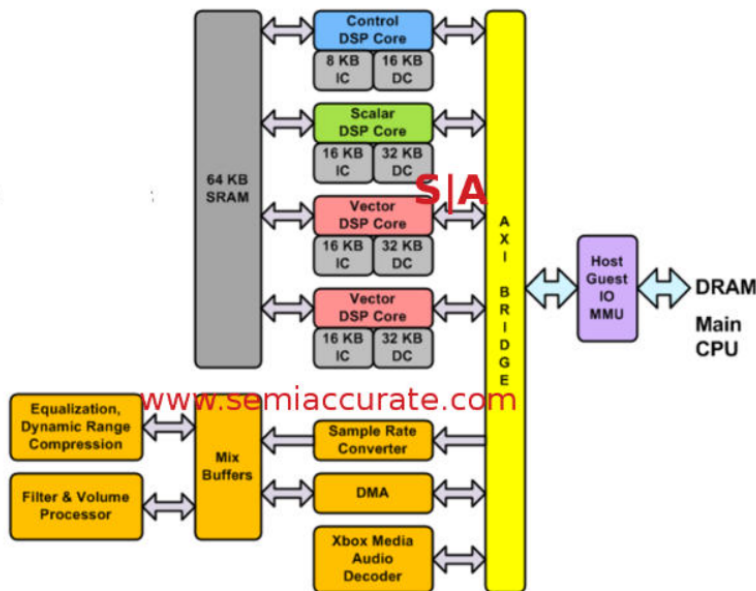 Control
DSP Core
8 KB
IC
16 KB
DC
Scalar
DSP Core
16 KB
IC
32 KB
DC
64 KB
SRAM
S|A
Vector
DSP Core
16 KB
IC
32 KB
DC
Vector
DSP Core
16 KB
IC
32 KB
DC
AXI BRIDGE
Host
Guest
IO
MMU
DRAM
Main
CPU
www.semiaccurate.com
Equalization,
Dynamic Range
Compression
Filter & Volume
Processor
Mix
Buffers
Sample Rate
Converter
DMA
Xbox Media
Audio
Decoder